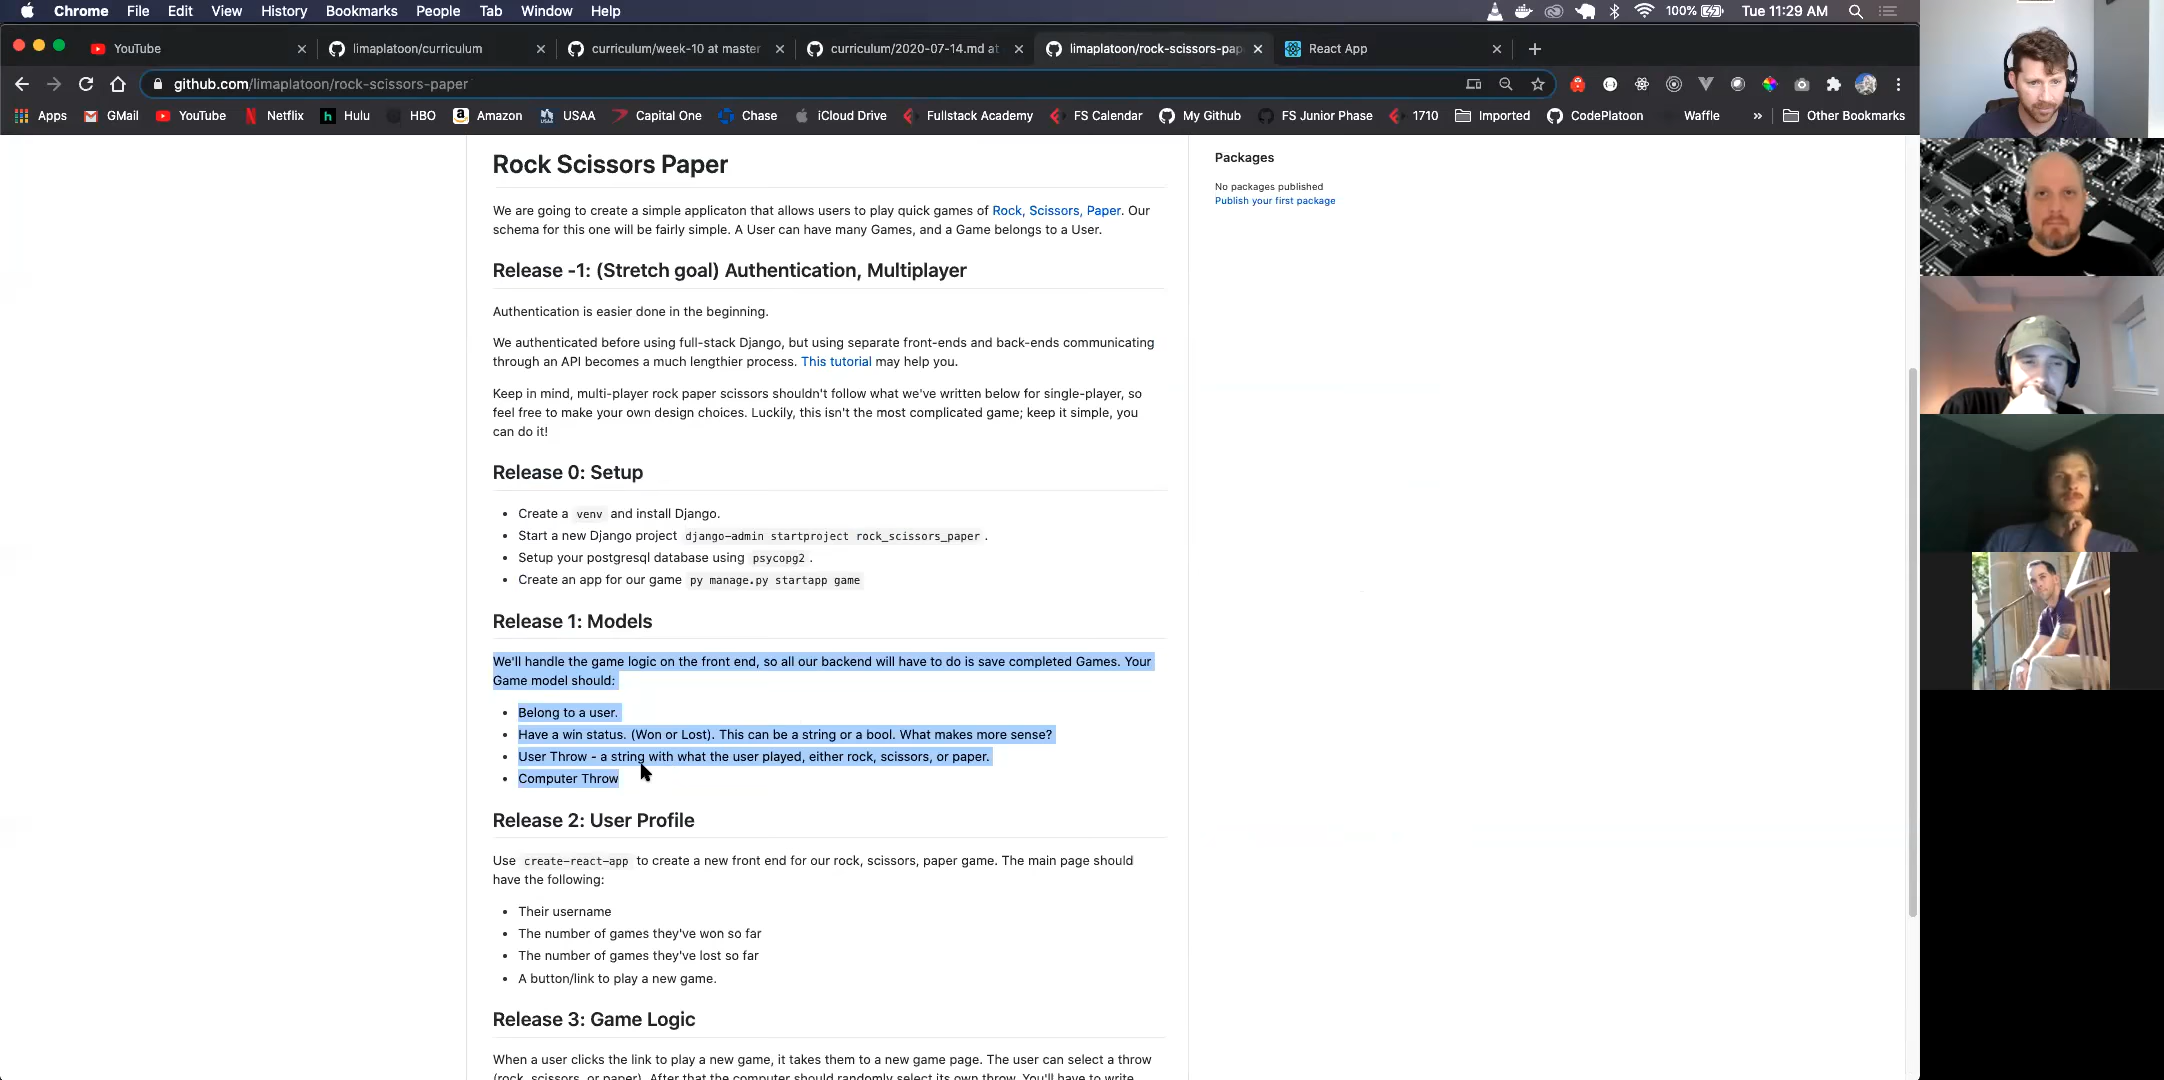 Chrome File Edit View History Bookmarks People Tab Window Help 100% Tue 11:29 AM
YouTube limaplatoon/curriculum curriculum/week-10 at master curriculum/2020-07-14.md at limaplatoon/rock-scissors-pap React App
github.com/limaplatoon/rock-scissors-paper
Apps GMail YouTube Netflix Hulu HBO Amazon USAA Capital One Chase iCloud Drive Fullstack Academy FS Calendar My Github FS Junior Phase 1710 Imported CodePlatoon Waffle » Other Bookmarks
Rock Scissors Paper
We are going to create a simple applicaton that allows users to play quick games of Rock, Scissors, Paper. Our
schema for this one will be fairly simple. A User can have many Games, and a Game belongs to a User.
Release -1: (Stretch goal) Authentication, Multiplayer
Authentication is easier done in the beginning.
We authenticated before using full-stack Django, but using separate front-ends and back-ends communicating
through an API becomes a much lengthier process. This tutorial may help you.
Keep in mind, multi-player rock paper scissors shouldn't follow what we've written below for single-player, so
feel free to make your own design choices. Luckily, this isn't the most complicated game; keep it simple, you
can do it!
Release 0: Setup
• Create a venv and install Django.
• Start a new Django project django-admin startproject rock_scissors_paper .
• Setup your postgresql database using psycopg2 .
• Create an app for our game py manage.py startapp game
Release 1: Models
We'll handle the game logic on the front end, so all our backend will have to do is save completed Games. Your
Game model should:
• Belong to a user.
• Have a win status. (Won or Lost). This can be a string or a bool. What makes more sense?
• User Throw - a string with what the user played, either rock, scissors, or paper.
• Computer Throw
Release 2: User Profile
Use create-react-app to create a new front end for our rock, scissors, paper game. The main page should
have the following:
• Their username
• The number of games they've won so far
• The number of games they've lost so far
• A button/link to play a new game.
Release 3: Game Logic
When a user clicks the link to play a new game, it takes them to a new game page. The user can select a throw
(rock, scissors, or paper). After that the computer should randomly select its own throw. You'll have to write
Packages
No packages published
Publish your first package